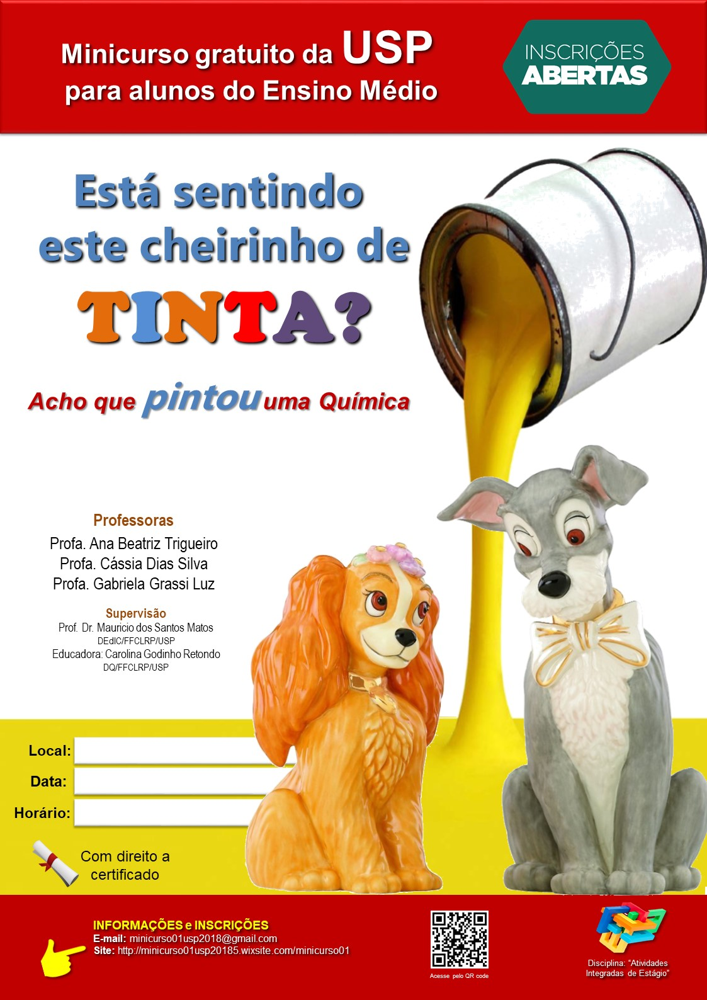 Minicurso gratuito da USP
para alunos do Ensino Médio
INSCRIÇÕES
ABERTAS
Está sentindo
este cheirinho de
TINTA?
Acho que pintou uma Química
Professoras
Profa. Ana Beatriz Trigueiro
Profa. Cássia Dias Silva
Profa. Gabriela Grassi Luz
Supervisão
Prof. Dr. Mauricio dos Santos Matos
DEdIC/FFCLRP/USP
Educadora: Carolina Godinho Retondo
DQ/FFCLRP/USP
Local:
Data:
Horário:
Com direito a
certificado
INFORMAÇÕES e INSCRIÇÕES
E-mail: minicurso01usp2018@gmail.com
Site: http://minicurso01usp20185.wixsite.com/minicurso01
Acesse pelo QR code
Disciplina: “Atividades
Integradas de Estágio”